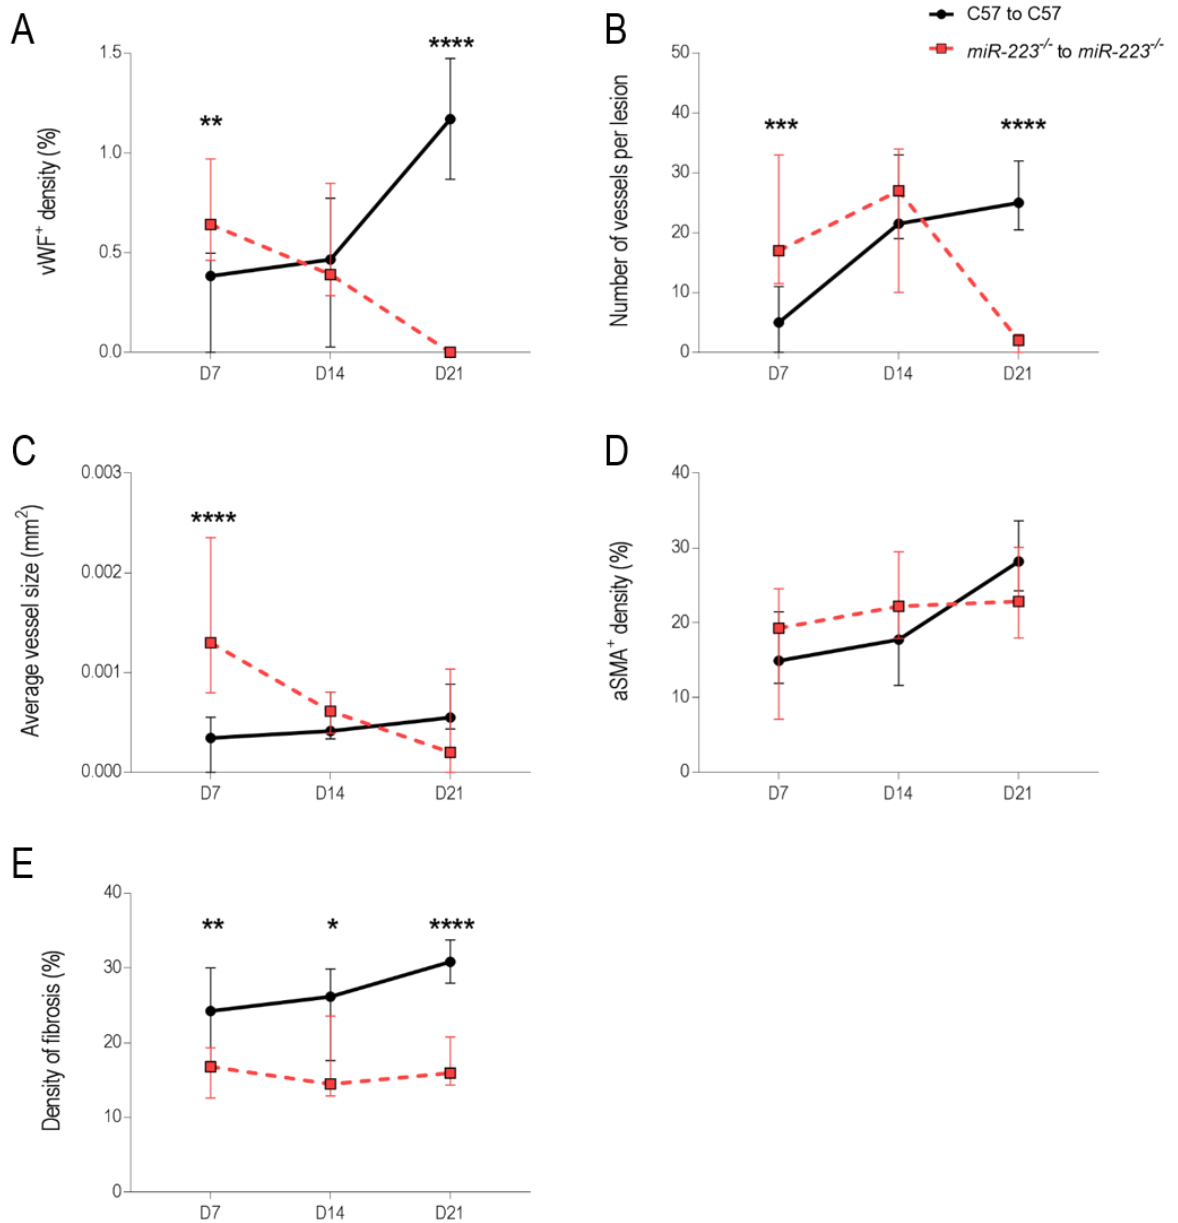 A
vWF⁺ density (%)
1.5
1.0
0.5
0.0
**
****
D7 D14 D21
B
C57 to C57
miR-223⁻/⁻ to miR-223⁻/⁻
Number of vessels per lesion
50
40
30
20
10
0
***
****
D7 D14 D21
C
Average vessel size (mm²)
0.003
0.002
0.001
0.000
****
D7 D14 D21
D
aSMA⁺ density (%)
40
30
20
10
0
D7 D14 D21
E
Density of fibrosis (%)
40
30
20
10
0
**
*
****
D7 D14 D21